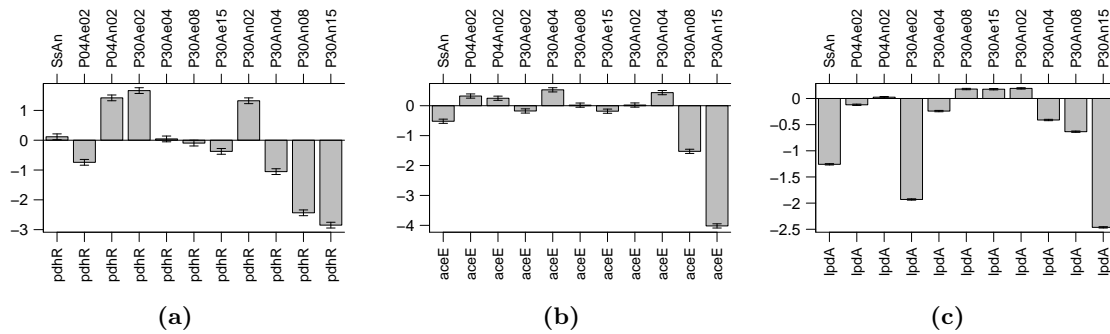 SsAn P04Ae02 P04An02 P30Ae02 P30Ae04 P30Ae08 P30Ae15 P30An02 P30An04 P30An08 P30An15
1
0
−1
−2
−3
pdhR pdhR pdhR pdhR pdhR pdhR pdhR pdhR pdhR pdhR pdhR
(a)
SsAn P04Ae02 P04An02 P30Ae02 P30Ae04 P30Ae08 P30Ae15 P30An02 P30An04 P30An08 P30An15
0
−1
−2
−3
−4
aceE aceE aceE aceE aceE aceE aceE aceE aceE aceE aceE
(b)
SsAn P04Ae02 P04An02 P30Ae02 P30Ae04 P30Ae08 P30Ae15 P30An02 P30An04 P30An08 P30An15
0
−0.5
−1
−1.5
−2
−2.5
lpdA lpdA lpdA lpdA lpdA lpdA lpdA lpdA lpdA lpdA lpdA
(c)